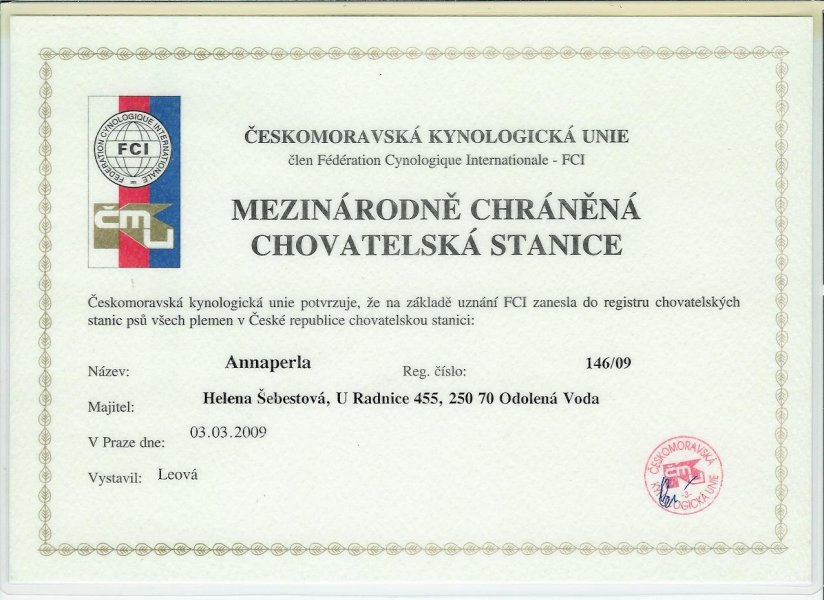 FÉDÉRATION CYNOLOGIQUE INTERNATIONALE
FCI
čmu
ČESKOMORAVSKÁ KYNOLOGICKÁ UNIE
člen Fédération Cynologique Internationale - FCI
MEZINÁRODNĚ CHRÁNĚNÁ
CHOVATELSKÁ STANICE
Českomoravská kynologická unie potvrzuje, že na základě uznání FCI zanesla do registru chovatelských
stanic psů všech plemen v České republice chovatelskou stanici:
Název: Annaperla Reg. číslo: 146/09
Majitel: Helena Šebestová, U Radnice 455, 250 70 Odolená Voda
V Praze dne: 03.03.2009
Vystavil: Leová
ČESKOMORAVSKÁ
čmu
-3-
KYNOLOGICKÁ UNIE